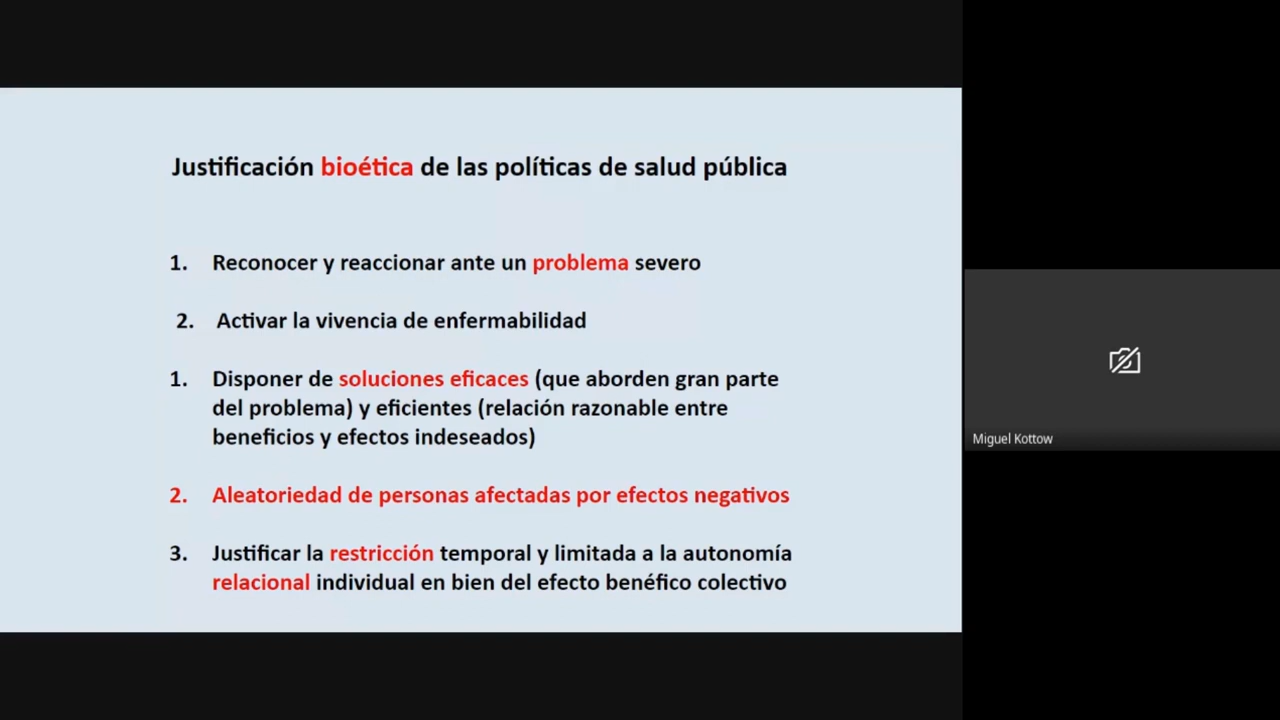 Justificación bioética de las políticas de salud pública
1. Reconocer y reaccionar ante un problema severo
2. Activar la vivencia de enfermabilidad
1. Disponer de soluciones eficaces (que aborden gran parte
del problema) y eficientes (relación razonable entre
beneficios y efectos indeseados)
2. Aleatoriedad de personas afectadas por efectos negativos
3. Justificar la restricción temporal y limitada a la autonomía
relacional individual en bien del efecto benéfico colectivo
Miguel Kottow